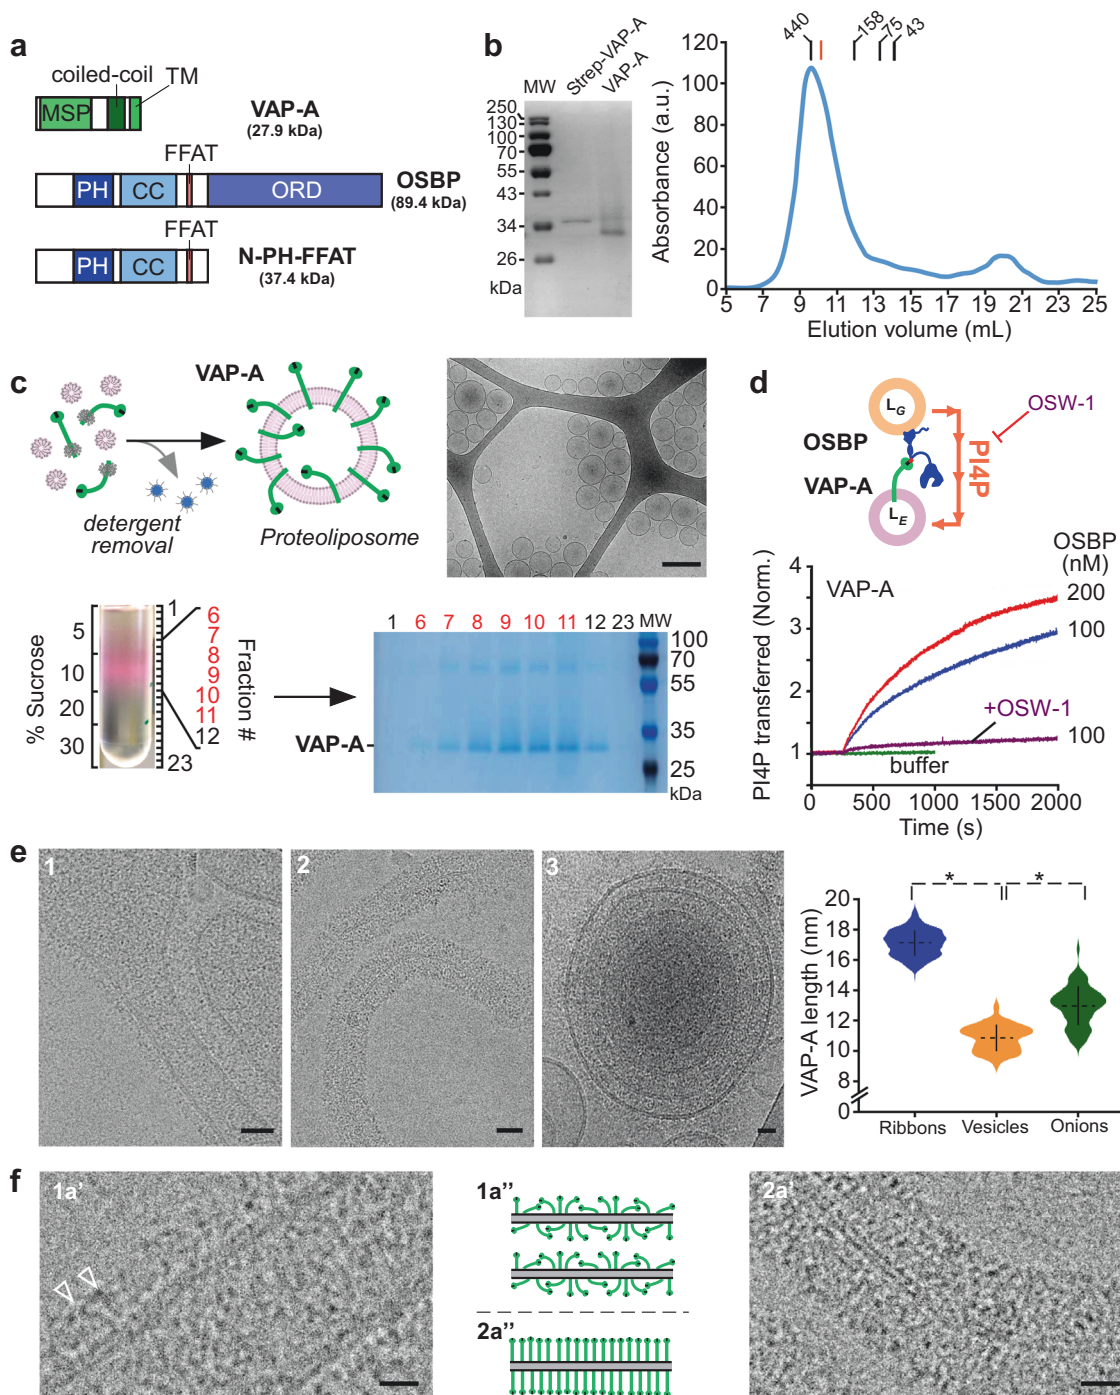 a
coiled-coil
TM
MSP
VAP-A
(27.9 kDa)
FFAT
PH
CC
ORD
OSBP
(89.4 kDa)
FFAT
PH
CC
N-PH-FFAT
(37.4 kDa)
b
MW
Strep-VAP-A
VAP-A
250
130
100
70
55
43
34
26
kDa
440
158
75
43
Absorbance (a.u.)
120
100
80
60
40
20
0
5 7 9 11 13 15 17 19 21 23 25
Elution volume (mL)
c
VAP-A
detergent
removal
Proteoliposome
% Sucrose
5
10
20
30
1
6
7
8
9
10
11
12
23
Fraction #
1 6 7 8 9 10 11 12 23 MW
100
70
55
35
25
kDa
VAP-A
d
LG
OSBP
VAP-A
LE
PI4P
OSW-1
PI4P transferred (Norm.)
4
3
2
1
VAP-A
OSBP
(nM)
200
100
+OSW-1
100
buffer
0 500 1000 1500 2000
Time (s)
e
1
2
3
VAP-A length (nm)
20
18
16
14
12
10
8
0
* *
Ribbons Vesicles Onions
f
1a'
1a''
2a''
2a'